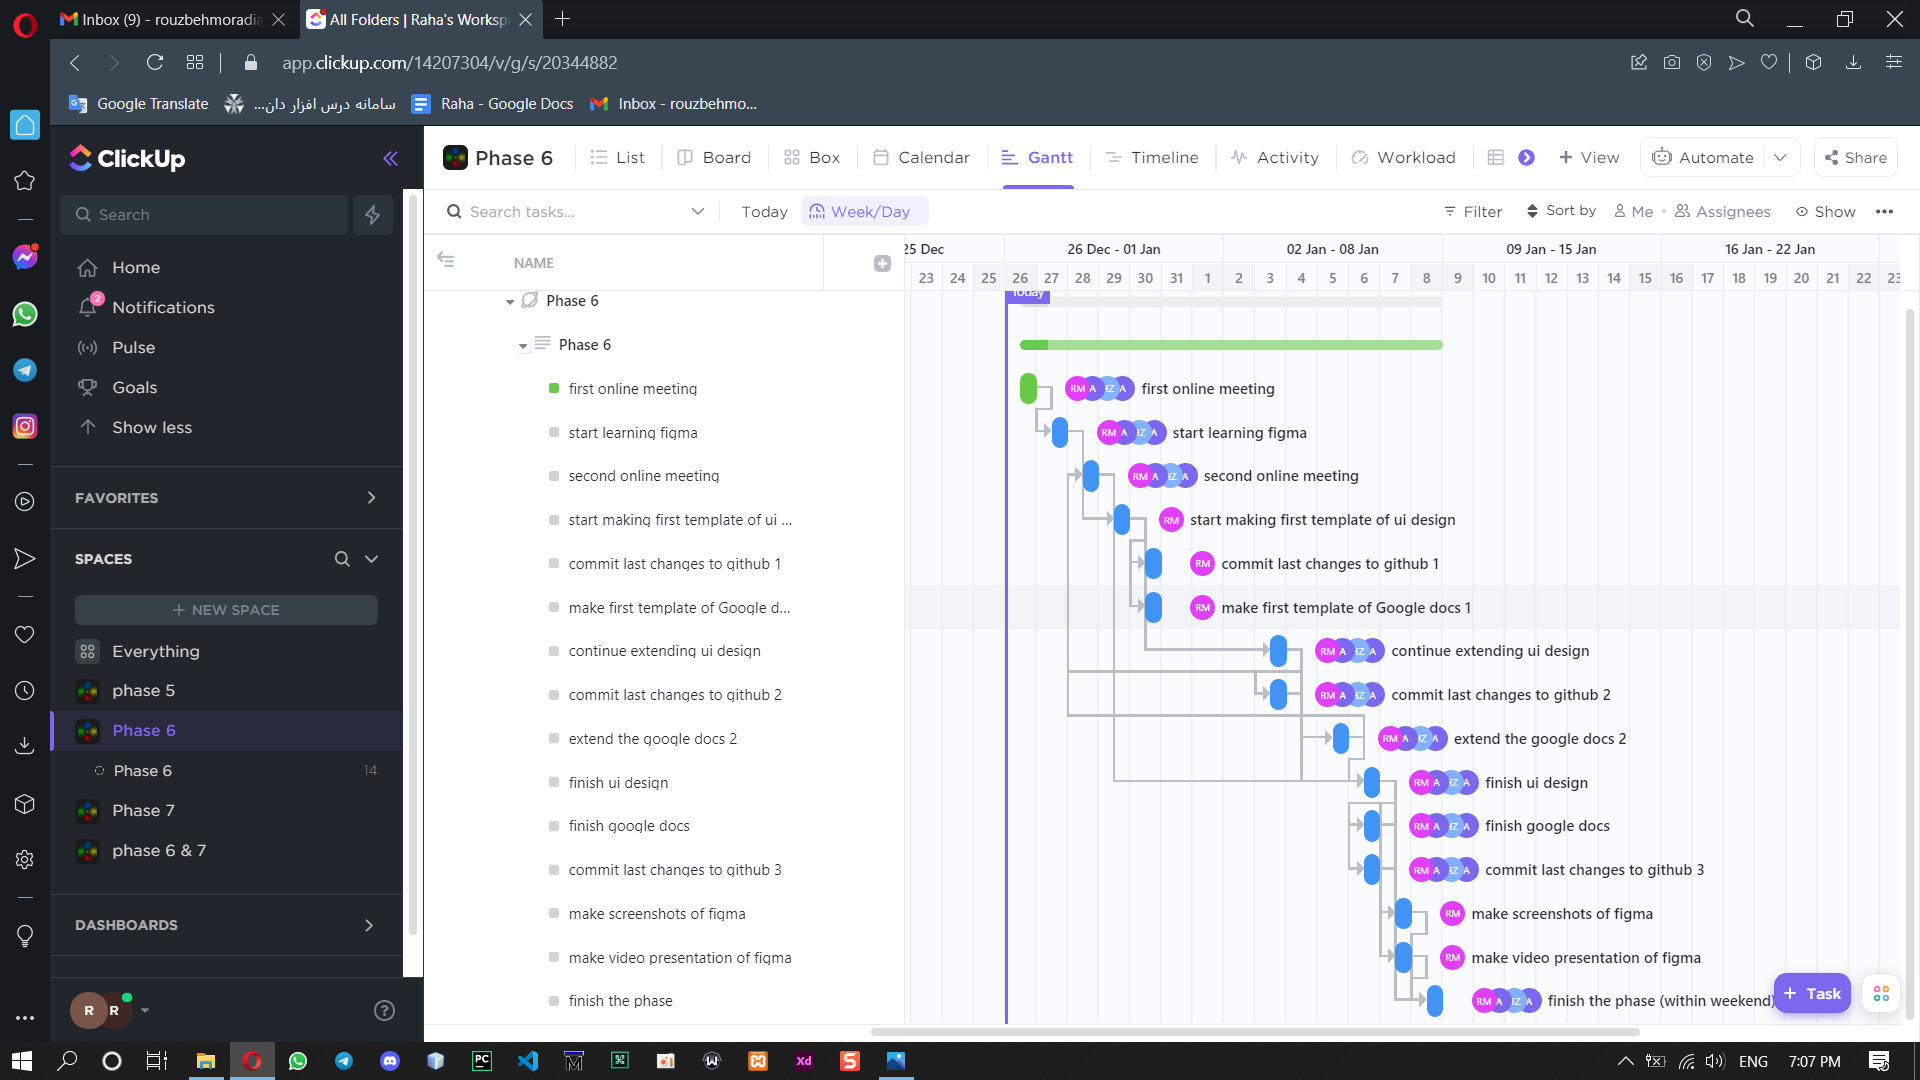 Inbox (9) - rouzbehmoradia
All Folders | Raha's Worksp
app.clickup.com/14207304/v/g/s/20344882
Google Translate
سامانه درس افزار دان...
Raha - Google Docs
Inbox - rouzbehmo...
ClickUp
Search
Home
2
Notifications
Pulse
Goals
Show less
FAVORITES
SPACES
+ NEW SPACE
Everything
phase 5
Phase 6
Phase 6 14
Phase 7
phase 6 & 7
DASHBOARDS
R R
Phase 6
List
Board
Box
Calendar
Gantt
Timeline
Activity
Workload
+ View
Automate
Share
Search tasks...
Today
Week/Day
Filter
Sort by
Me
Assignees
Show
NAME
25 Dec
26 Dec - 01 Jan
02 Jan - 08 Jan
09 Jan - 15 Jan
16 Jan - 22 Jan
23 24 25 26 27 28 29 30 31 1 2 3 4 5 6 7 8 9 10 11 12 13 14 15 16 17 18 19 20 21 22 23
Today
Phase 6
Phase 6
first online meeting RM A HZ A first online meeting
start learning figma RM A HZ A start learning figma
second online meeting RM A HZ A second online meeting
start making first template of ui ... RM start making first template of ui design
commit last changes to github 1 RM commit last changes to github 1
make first template of Google d... RM make first template of Google docs 1
continue extending ui design RM A HZ A continue extending ui design
commit last changes to github 2 RM A HZ A commit last changes to github 2
extend the google docs 2 RM A HZ A extend the google docs 2
finish ui design RM A HZ A finish ui design
finish google docs RM A HZ A finish google docs
commit last changes to github 3 RM A HZ A commit last changes to github 3
make screenshots of figma RM make screenshots of figma
make video presentation of figma RM make video presentation of figma
finish the phase RM A HZ A finish the phase (within weekend)
+ Task
PC
Xd
S
ENG
7:07 PM